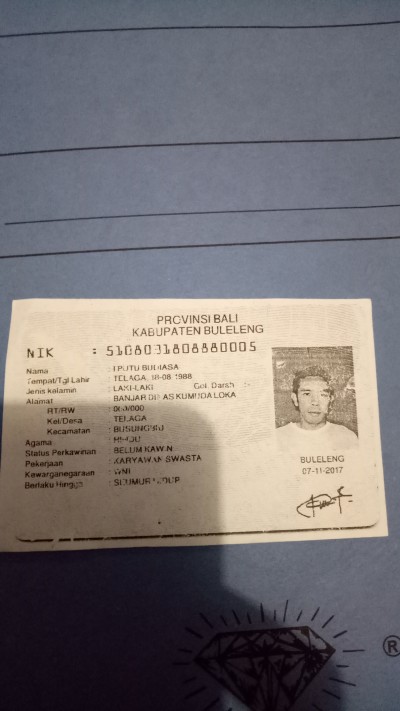 PROVINSI BALI
KABUPATEN BULELENG
NIK : 5108031808880005
Nama : I PUTU BUDIASA
Tempat/Tgl Lahir : TELAGA, 18-08-1988
Jenis kelamin : LAKI-LAKI Gol. Darah :
Alamat : BANJAR DINAS KUMUDA LOKA
RT/RW : 000/000
Kel/Desa : TELAGA
Kecamatan : BUSUNGBIU
Agama : HINDU
Status Perkawinan : BELUM KAWIN
Pekerjaan : KARYAWAN SWASTA
Kewarganegaraan : WNI
Berlaku Hingga : SEUMUR HIDUP
BULELENG
07-11-2017
®